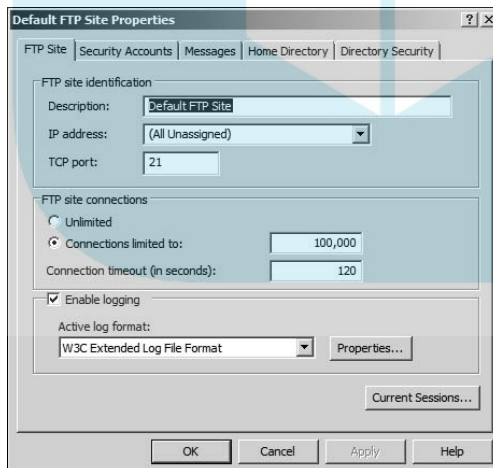 Default FTP Site Properties
? X
FTP Site Security Accounts Messages Home Directory Directory Security
FTP site identification
Description: Default FTP Site
IP address: (All Unassigned)
TCP port: 21
FTP site connections
Unlimited
Connections limited to: 100,000
Connection timeout (in seconds): 120
Enable logging
Active log format:
W3C Extended Log File Format Properties...
Current Sessions...
OK Cancel Apply Help